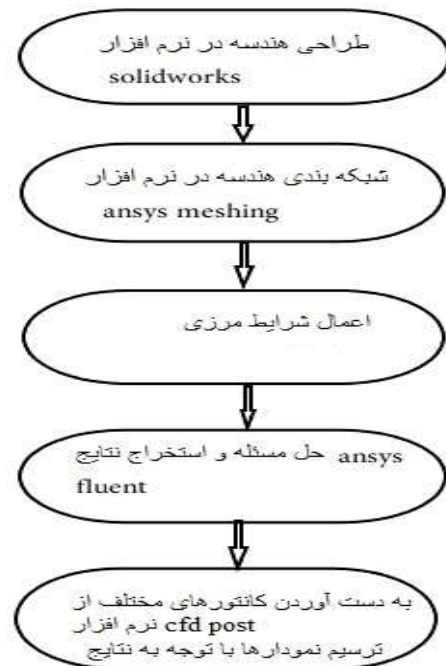 طراحی هندسه در نرم افزار
solidworks
شبکه بندی هندسه در نرم افزار
ansys meshing
اعمال شرایط مرزی
حل مسئله و استخراج نتایج ansys
fluent
به دست آوردن کانتورهای مختلف از
نرم افزار cfd post
ترسیم نمودارها با توجه به نتایج